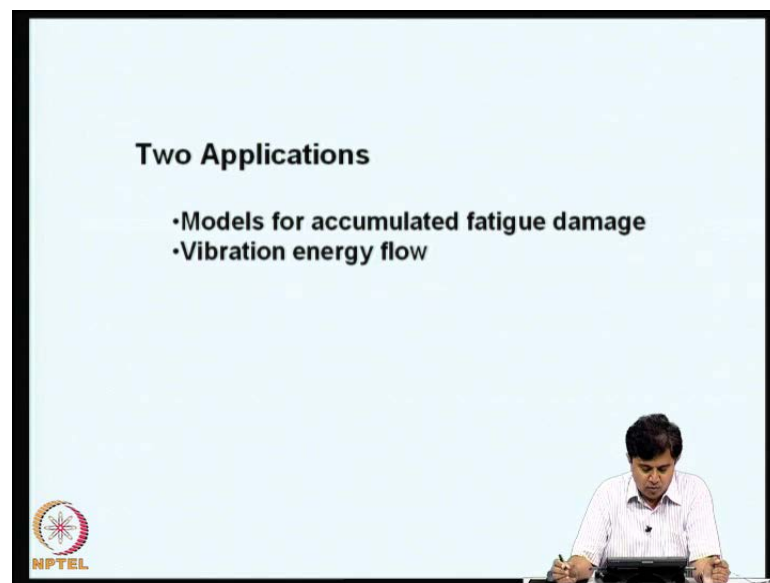 Two Applications
•Models for accumulated fatigue damage
•Vibration energy flow
NPTEL